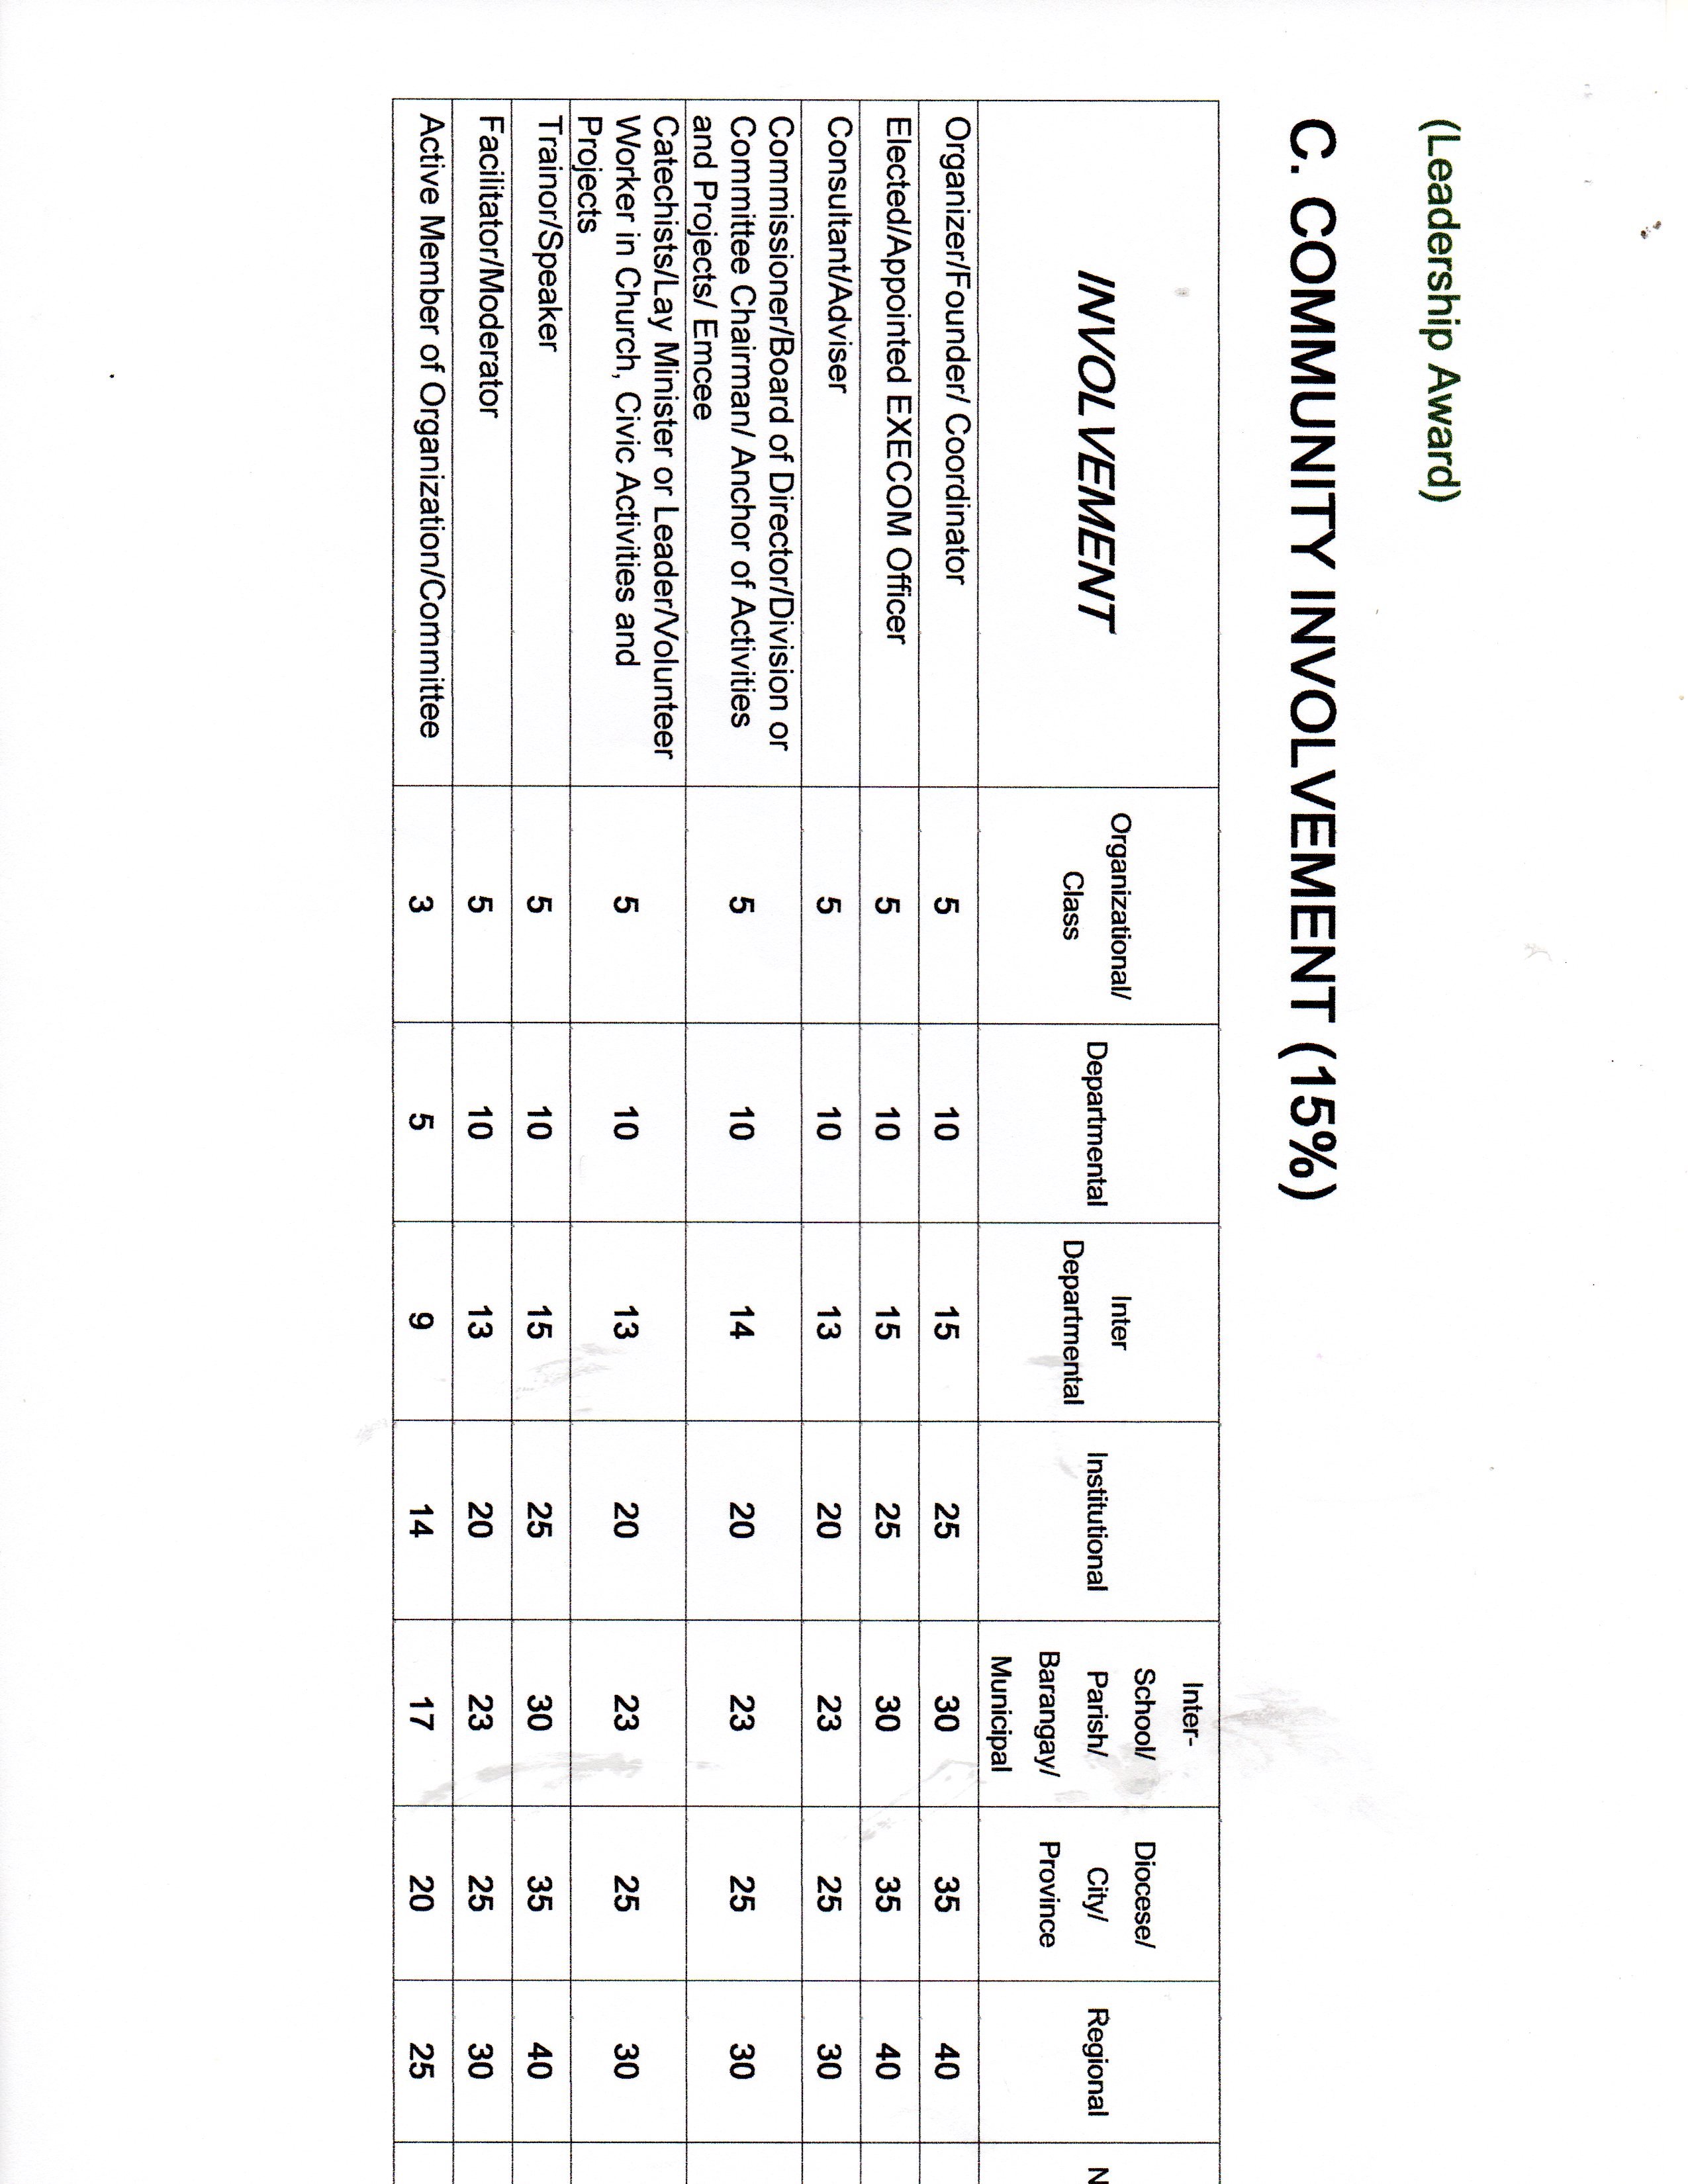 (Leadership Award)
C. COMMUNITY INVOLVEMENT (15%)
INVOLVEMENT
Organizational/
Class
Departmental
Inter
Departmental
Institutional
Inter-
School/
Parish/
Barangay/
Municipal
Diocese/
City/
Province
Regional
N
Organizer/Founder/ Coordinator 5 10 15 25 30 35 40
Elected/Appointed EXECOM Officer 5 10 15 25 30 35 40
Consultant/Adviser 5 10 13 20 23 25 30
Commissioner/Board of Director/Division or
Committee Chairman/ Anchor of Activities
and Projects/ Emcee
5 10 14 20 23 25 30
Catechists/Lay Minister or Leader/Volunteer
Worker in Church, Civic Activities and
Projects
5 10 13 20 23 25 30
Trainor/Speaker 5 10 15 25 30 35 40
Facilitator/Moderator 5 10 13 20 23 25 30
Active Member of Organization/Committee 3 5 9 14 17 20 25